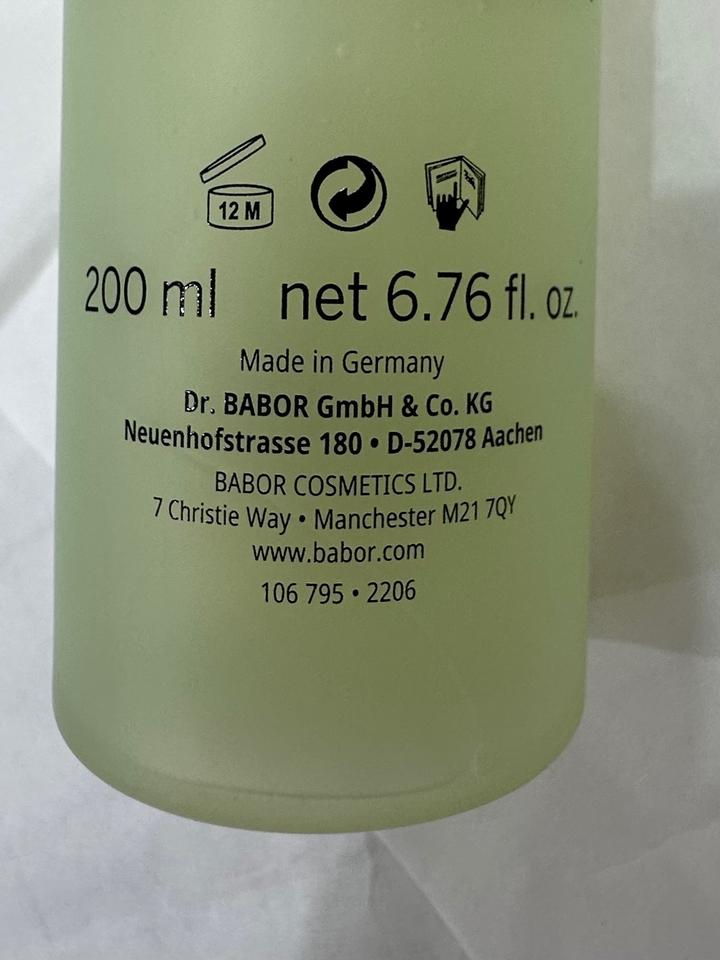 12 M
200 ml net 6.76 fl. oz.
Made in Germany
Dr. BABOR GmbH & Co. KG
Neuenhofstrasse 180 • D-52078 Aachen
BABOR COSMETICS LTD.
7 Christie Way • Manchester M21 7QY
www.babor.com
106 795 • 2206